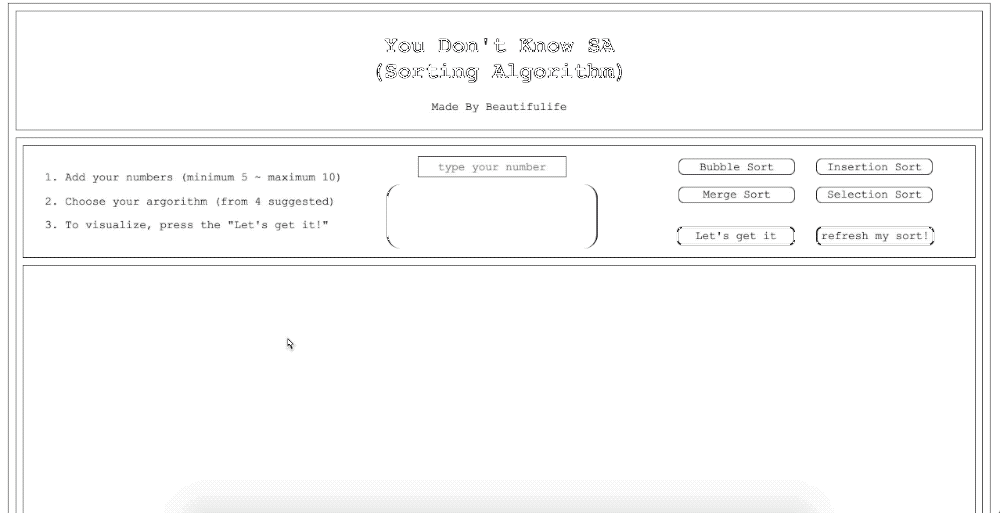 You Don't Know SA
(Sorting Algorithm)
Made By Beautifulife
1. Add your numbers (minimum 5 ~ maximum 10)
2. Choose your argorithm (from 4 suggested)
3. To visualize, press the "Let's get it!"
type your number
Bubble Sort
Insertion Sort
Merge Sort
Selection Sort
Let's get it
refresh my sort!